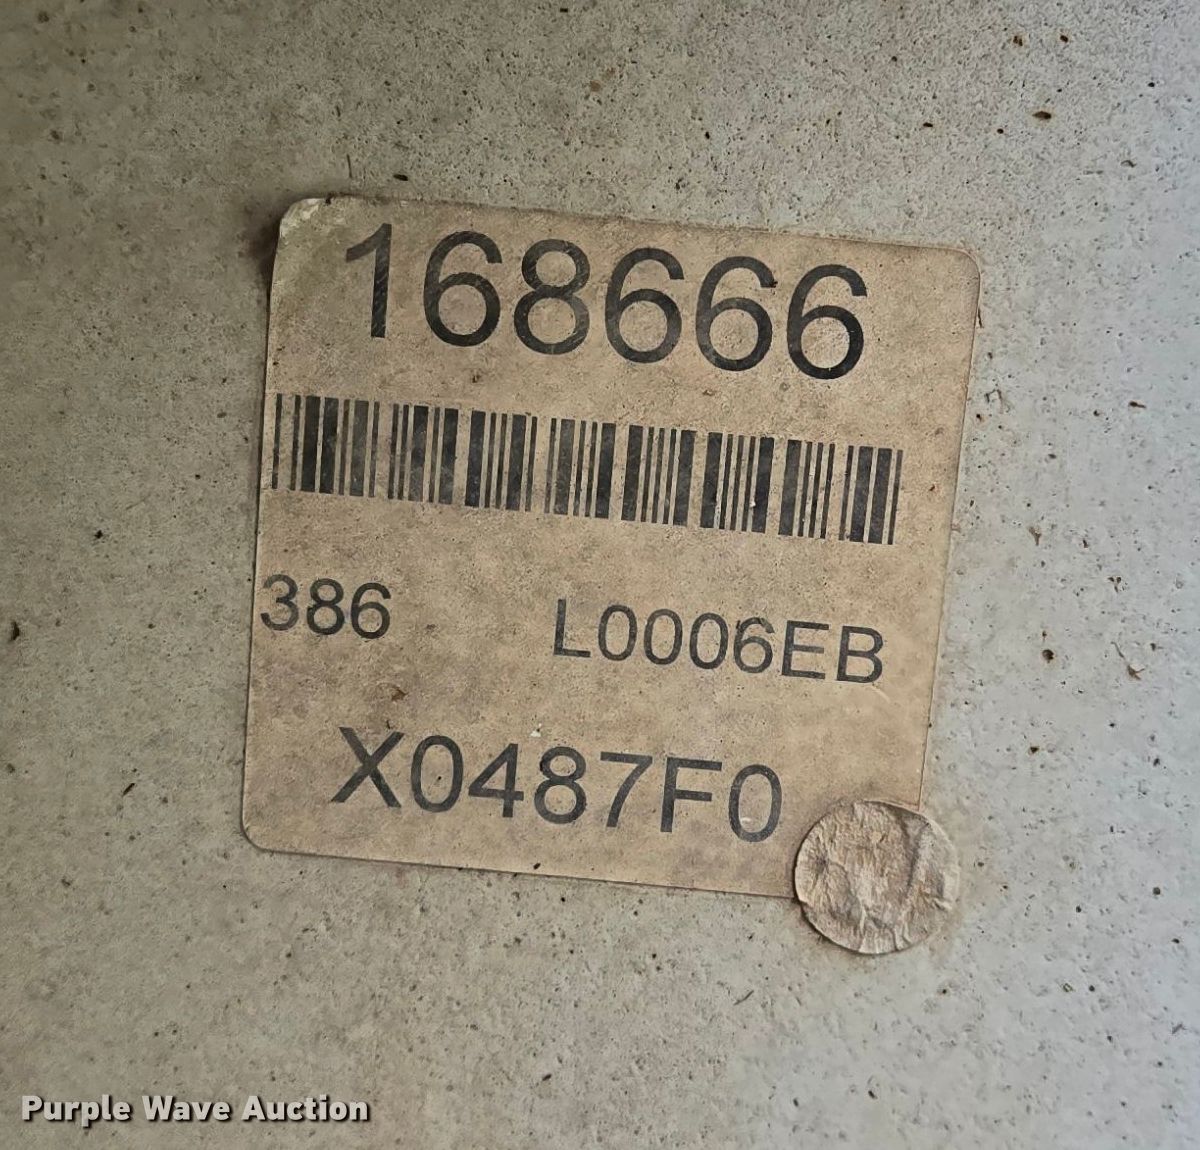 168666
386 L0006EB
X0487F0
Purple Wave Auction